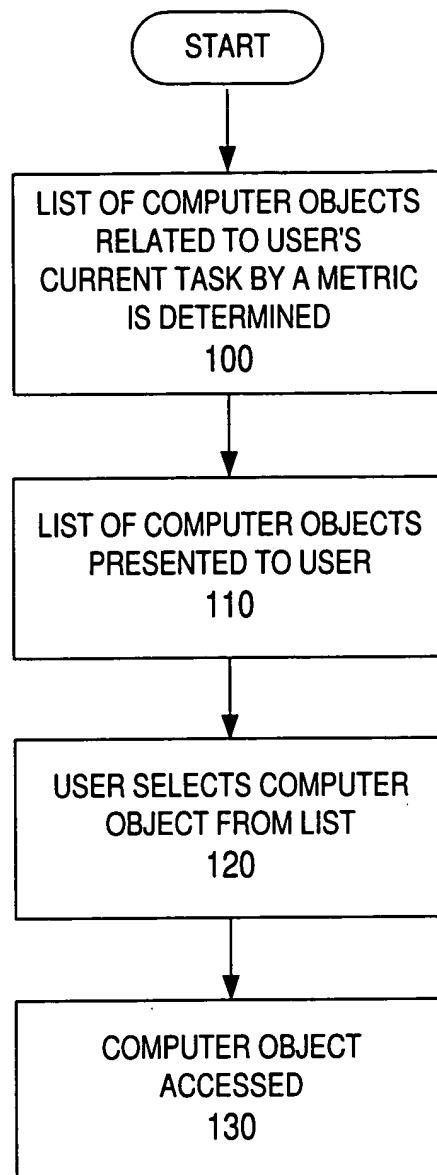 START
LIST OF COMPUTER OBJECTS
RELATED TO USER'S
CURRENT TASK BY A METRIC
IS DETERMINED
100
LIST OF COMPUTER OBJECTS
PRESENTED TO USER
110
USER SELECTS COMPUTER
OBJECT FROM LIST
120
COMPUTER OBJECT
ACCESSED
130